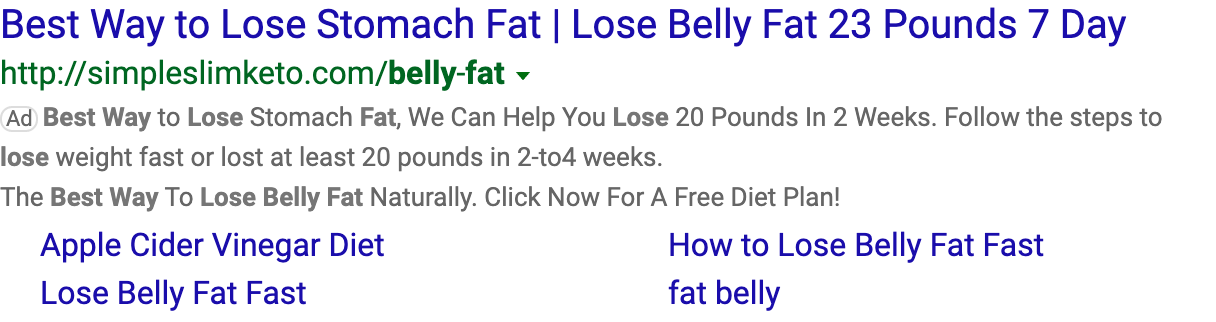 Best Way to Lose Stomach Fat | Lose Belly Fat 23 Pounds 7 Day
http://simpleslimketo.com/belly-fat
Ad Best Way to Lose Stomach Fat, We Can Help You Lose 20 Pounds In 2 Weeks. Follow the steps to
lose weight fast or lost at least 20 pounds in 2-to4 weeks.
The Best Way To Lose Belly Fat Naturally. Click Now For A Free Diet Plan!
Apple Cider Vinegar Diet
How to Lose Belly Fat Fast
Lose Belly Fat Fast
fat belly